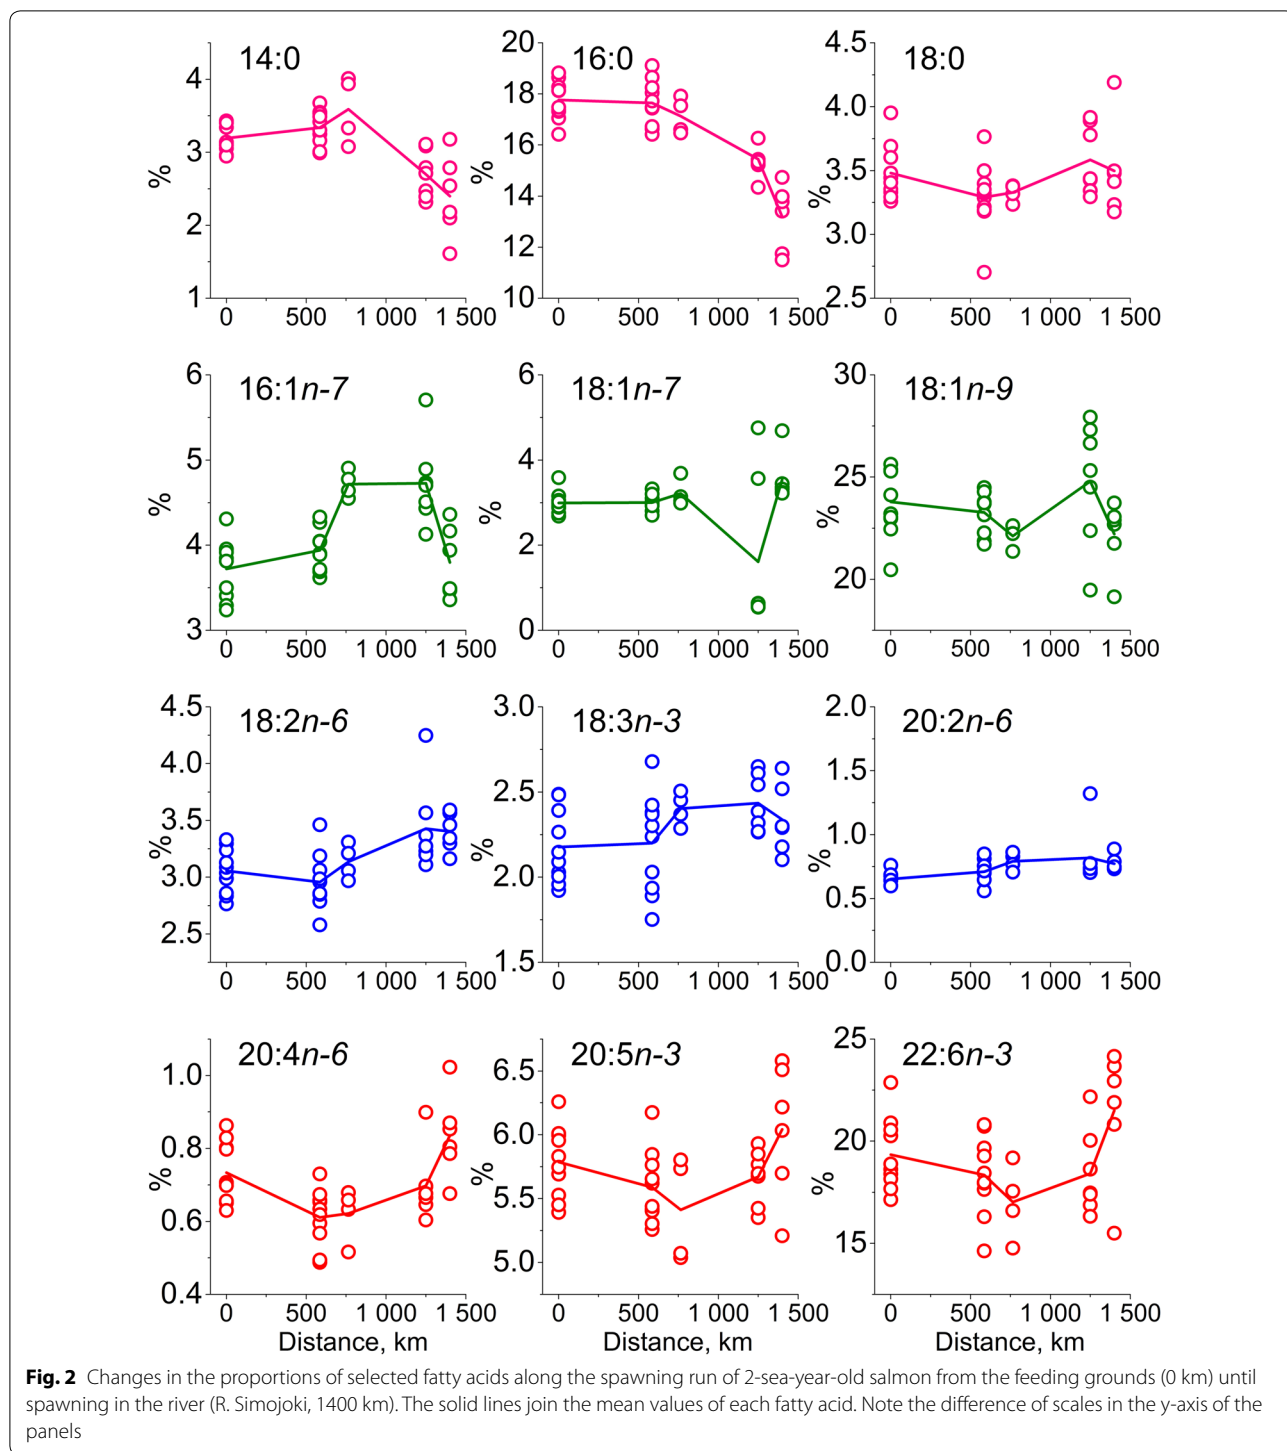 14:0 16:0 18:0
4 3 2 1
%
0 500 1 000 1 500
20 18 16 14 12 10
%
0 500 1 000 1 500
4.5 4.0 3.5 3.0 2.5
%
0 500 1 000 1 500
16:1n-7 18:1n-7 18:1n-9
6 5 4 3
%
0 500 1 000 1 500
6 4 2 0
%
0 500 1 000 1 500
30 25 20
%
0 500 1 000 1 500
18:2n-6 18:3n-3 20:2n-6
4.5 4.0 3.5 3.0 2.5
%
0 500 1 000 1 500
3.0 2.5 2.0 1.5
%
0 500 1 000 1 500
2.0 1.5 1.0 0.5 0.0
%
0 500 1 000 1 500
20:4n-6 20:5n-3 22:6n-3
1.0 0.8 0.6 0.4
%
0 500 1 000 1 500
6.5 6.0 5.5 5.0
%
0 500 1 000 1 500
25 20 15
%
0 500 1 000 1 500
Distance, km Distance, km Distance, km
Fig. 2 Changes in the proportions of selected fatty acids along the spawning run of 2-sea-year-old salmon from the feeding grounds (0 km) until
spawning in the river (R. Simojoki, 1400 km). The solid lines join the mean values of each fatty acid. Note the difference of scales in the y-axis of the
panels